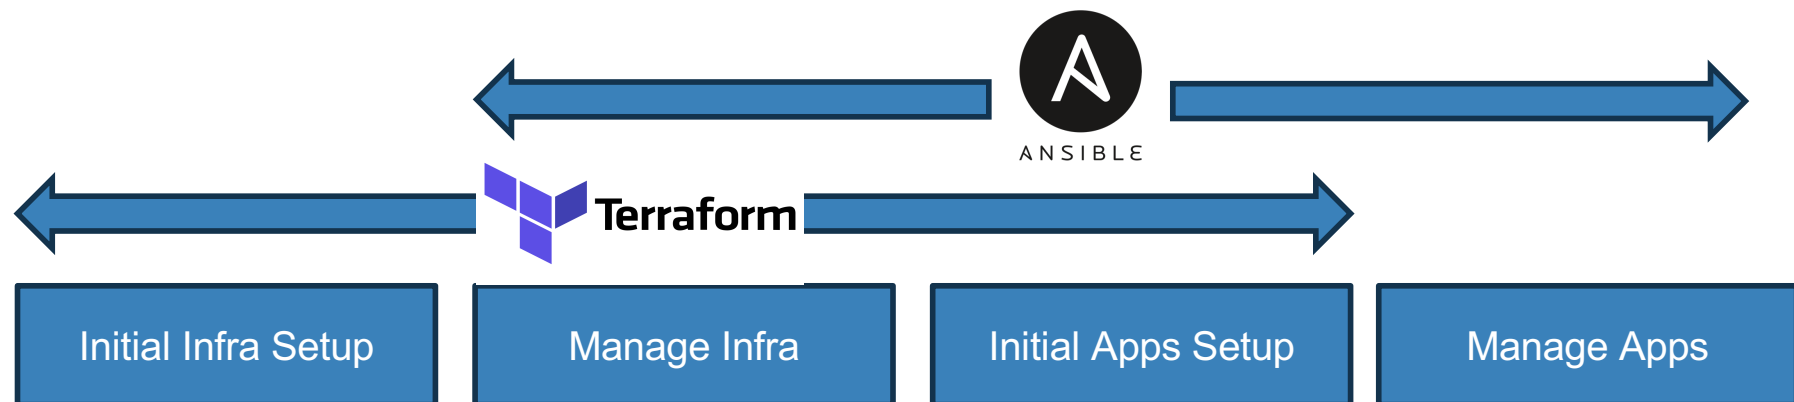 ANSIBLE
Terraform
Initial Infra Setup
Manage Infra
Initial Apps Setup
Manage Apps